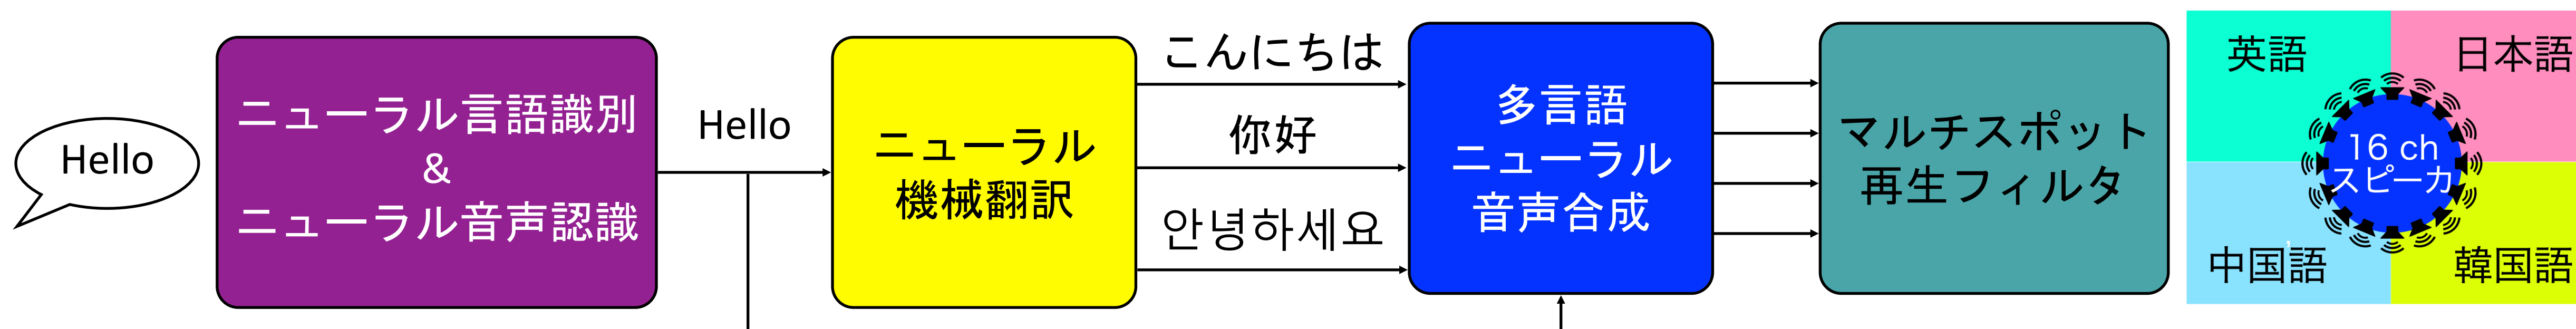 Hello
ニューラル言語識別
&
ニューラル音声認識
Hello
ニューラル
機械翻訳
こんにちは
你好
안녕하세요
多言語
ニューラル
音声合成
マルチスポット
再生フィルタ
英語
日本語
16 ch
スピーカ
中国語
韓国語